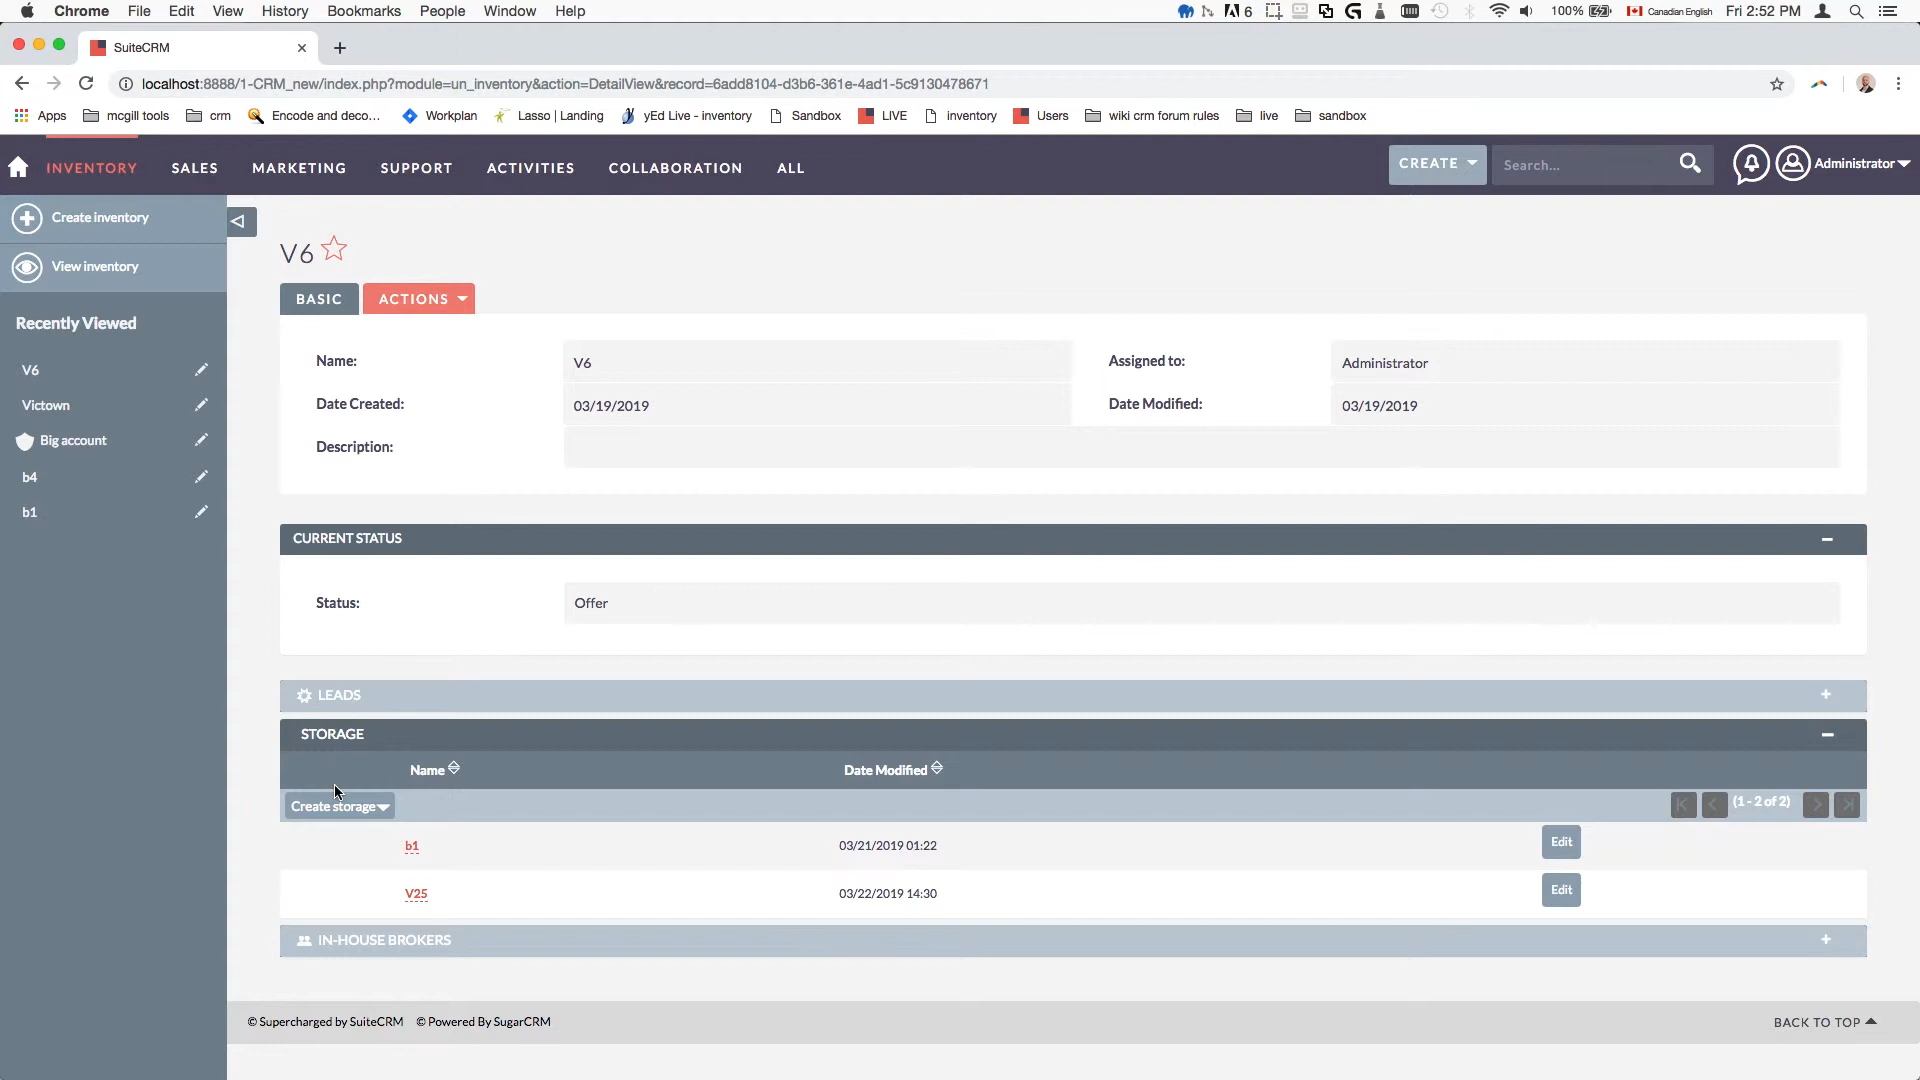 Chrome File Edit View History Bookmarks People Window Help 6 100% Canadian English Fri 2:52 PM
SuiteCRM
localhost:8888/1-CRM_new/index.php?module=un_inventory&action=DetailView&record=6add8104-d3b6-361e-4ad1-5c9130478671
Apps mcgill tools crm Encode and deco... Workplan Lasso | Landing yEd Live - inventory Sandbox LIVE inventory Users wiki crm forum rules live sandbox
INVENTORY SALES MARKETING SUPPORT ACTIVITIES COLLABORATION ALL CREATE Search... Administrator
Create inventory
View inventory
Recently Viewed
V6
Victown
Big account
b4
b1
V6
BASIC ACTIONS
Name: V6 Assigned to: Administrator
Date Created: 03/19/2019 Date Modified: 03/19/2019
Description:
CURRENT STATUS
Status: Offer
LEADS
STORAGE
Name Date Modified
Create storage (1 - 2 of 2)
b1 03/21/2019 01:22 Edit
V25 03/22/2019 14:30 Edit
IN-HOUSE BROKERS
© Supercharged by SuiteCRM © Powered By SugarCRM BACK TO TOP